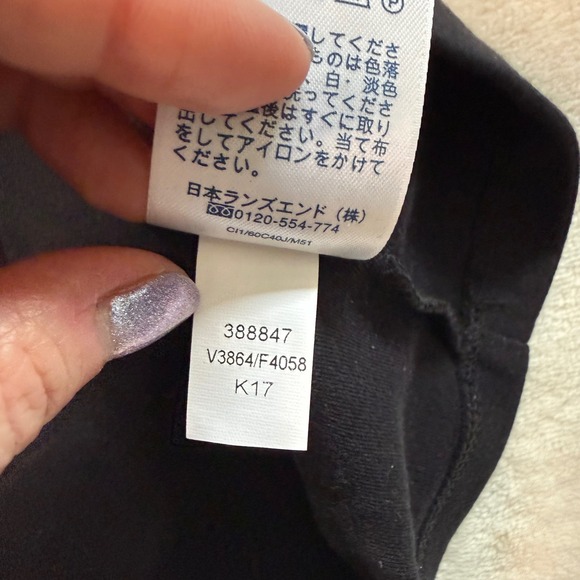 Ⓟ
してくださ
ものは色落
、白・淡色
洗ってくださ
後はすぐに取り
出してください。当て布
をしてアイロンをかけて
ください。
日本ランズエンド（株）
0120-554-774
CI1/60C40J/M51
388847
V3864/F4058
K17